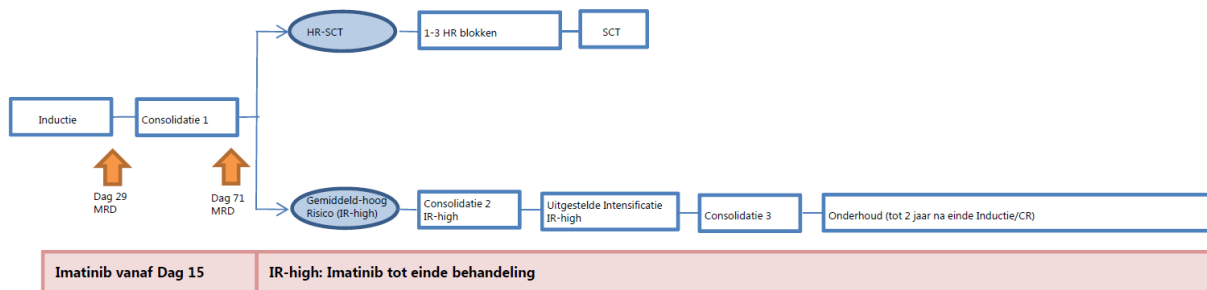 HR-SCT
1-3 HR blokken
SCT
Inductie
Consolidatie 1
Dag 29
MRD
Dag 71
MRD
Gemiddeld-hoog
Risico (IR-high)
Consolidatie 2
IR-high
Uitgestelde Intensificatie
IR-high
Consolidatie 3
Onderhoud (tot 2 jaar na einde Inductie/CR)
Imatinib vanaf Dag 15
IR-high: Imatinib tot einde behandeling